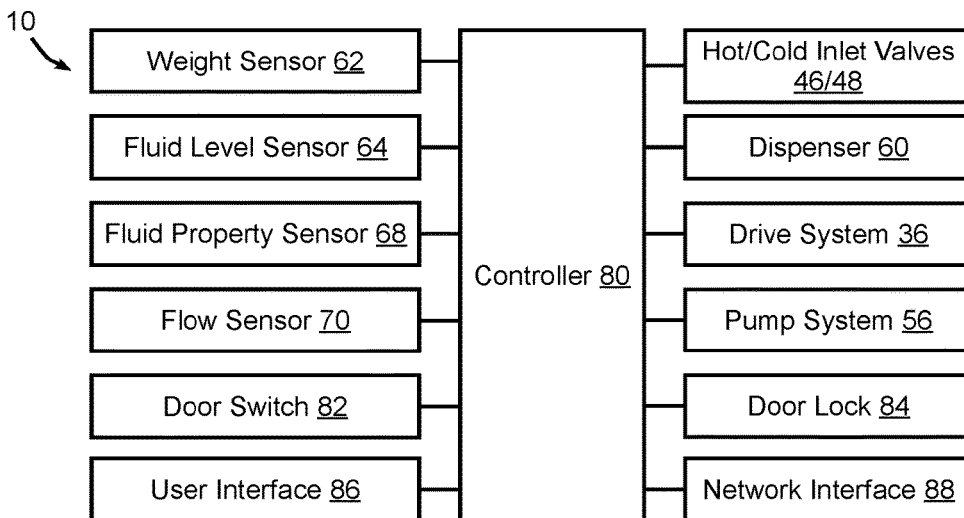 10
Weight Sensor 62
Fluid Level Sensor 64
Fluid Property Sensor 68
Flow Sensor 70
Door Switch 82
User Interface 86
Controller 80
Hot/Cold Inlet Valves
46/48
Dispenser 60
Drive System 36
Pump System 56
Door Lock 84
Network Interface 88